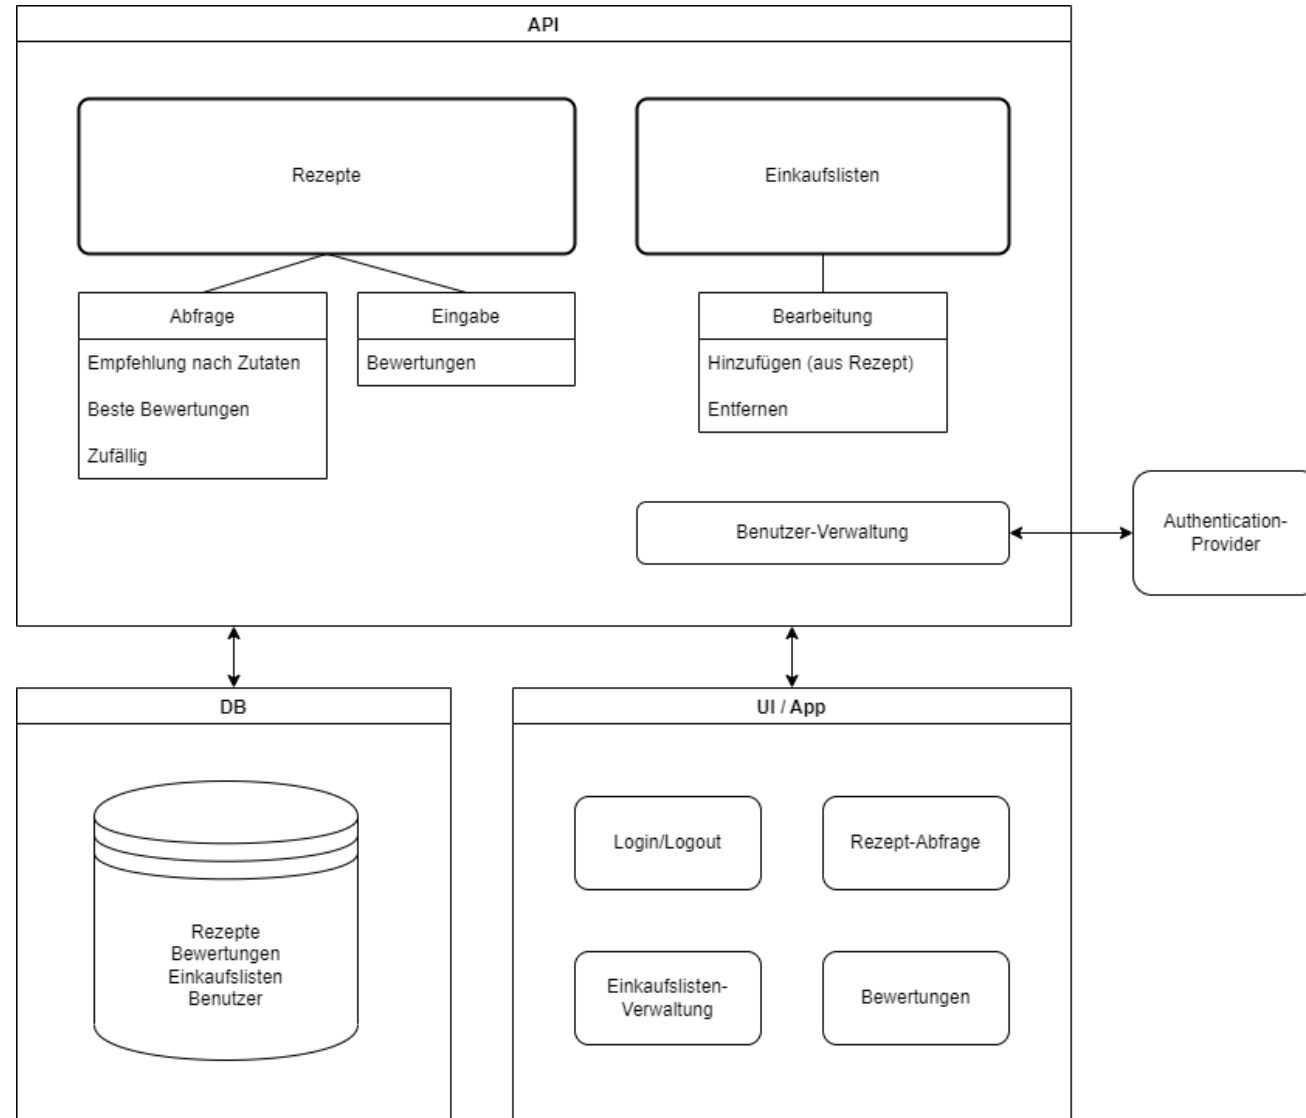 API
Rezepte
Einkaufslisten
Abfrage
Empfehlung nach Zutaten
Beste Bewertungen
Zufällig
Eingabe
Bewertungen
Bearbeitung
Hinzufügen (aus Rezept)
Entfernen
Benutzer-Verwaltung
Authentication-
Provider
DB
Rezepte
Bewertungen
Einkaufslisten
Benutzer
UI / App
Login/Logout
Rezept-Abfrage
Einkaufslisten-
Verwaltung
Bewertungen